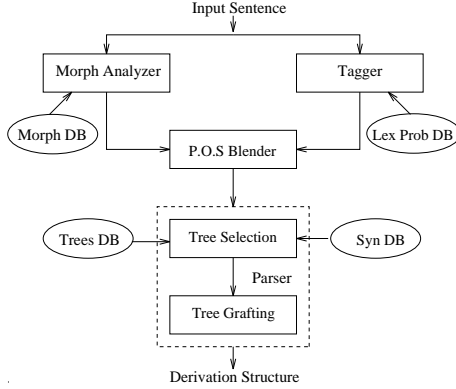 Input Sentence
Morph Analyzer
Tagger
Morph DB
Lex Prob DB
P.O.S Blender
Trees DB
Tree Selection
Syn DB
Parser
Tree Grafting
Derivation Structure